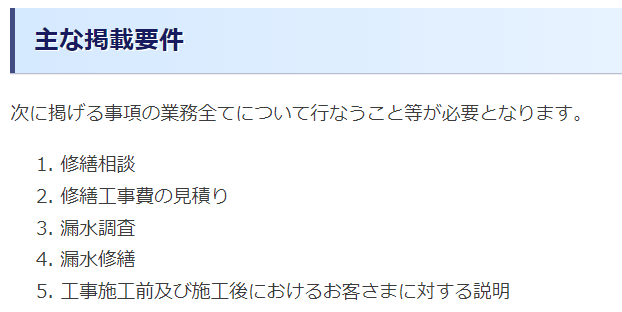 主な掲載要件
次に掲げる事項の業務全てについて行なうこと等が必要となります。
1. 修繕相談
2. 修繕工事費の見積り
3. 漏水調査
4. 漏水修繕
5. 工事施工前及び施工後におけるお客さまに対する説明